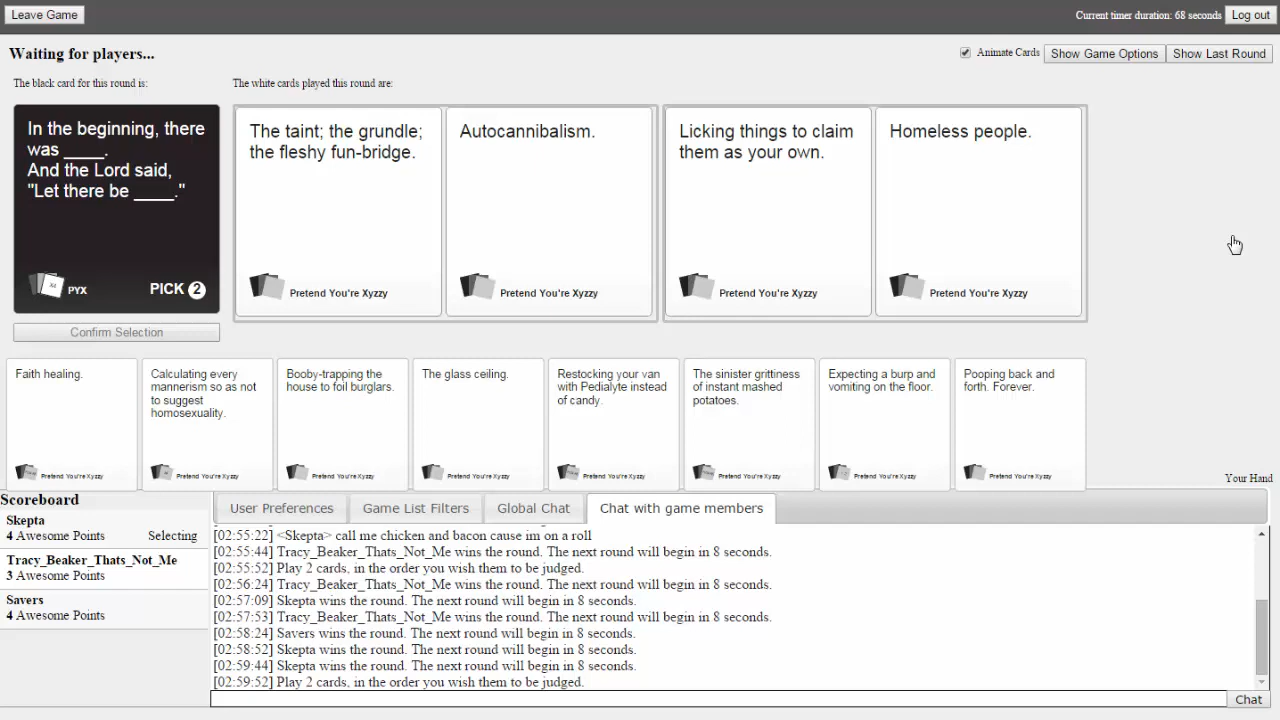 Leave Game
Current timer duration: 68 seconds
Log out
Waiting for players...
Animate Cards
Show Game Options
Show Last Round
The black card for this round is:
The white cards played this round are:
In the beginning, there
was ____.
And the Lord said,
"Let there be ____."
PYX
PICK 2
The taint; the grundle;
the fleshy fun-bridge.
Pretend You're Xyzzy
Autocannibalism.
Pretend You're Xyzzy
Licking things to claim
them as your own.
Pretend You're Xyzzy
Homeless people.
Pretend You're Xyzzy
Confirm Selection
Faith healing.
Pretend You're Xyzzy
Calculating every
mannerism so as not
to suggest
homosexuality.
Pretend You're Xyzzy
Booby-trapping the
house to foil burglars.
Pretend You're Xyzzy
The glass ceiling.
Pretend You're Xyzzy
Restocking your van
with Pedialyte instead
of candy.
Pretend You're Xyzzy
The sinister grittiness
of instant mashed
potatoes.
Pretend You're Xyzzy
Expecting a burp and
vomiting on the floor.
Pretend You're Xyzzy
Pooping back and
forth. Forever.
Pretend You're Xyzzy
Your Hand
Scoreboard
Skepta
4 Awesome Points
Selecting
Tracy_Beaker_Thats_Not_Me
3 Awesome Points
Savers
4 Awesome Points
User Preferences
Game List Filters
Global Chat
Chat with game members
[02:55:22] <Skepta> call me chicken and bacon cause im on a roll
[02:55:44] Tracy_Beaker_Thats_Not_Me wins the round. The next round will begin in 8 seconds.
[02:55:52] Play 2 cards, in the order you wish them to be judged.
[02:56:24] Tracy_Beaker_Thats_Not_Me wins the round. The next round will begin in 8 seconds.
[02:57:09] Skepta wins the round. The next round will begin in 8 seconds.
[02:57:53] Tracy_Beaker_Thats_Not_Me wins the round. The next round will begin in 8 seconds.
[02:58:24] Savers wins the round. The next round will begin in 8 seconds.
[02:58:52] Skepta wins the round. The next round will begin in 8 seconds.
[02:59:44] Skepta wins the round. The next round will begin in 8 seconds.
[02:59:52] Play 2 cards, in the order you wish them to be judged.
Chat